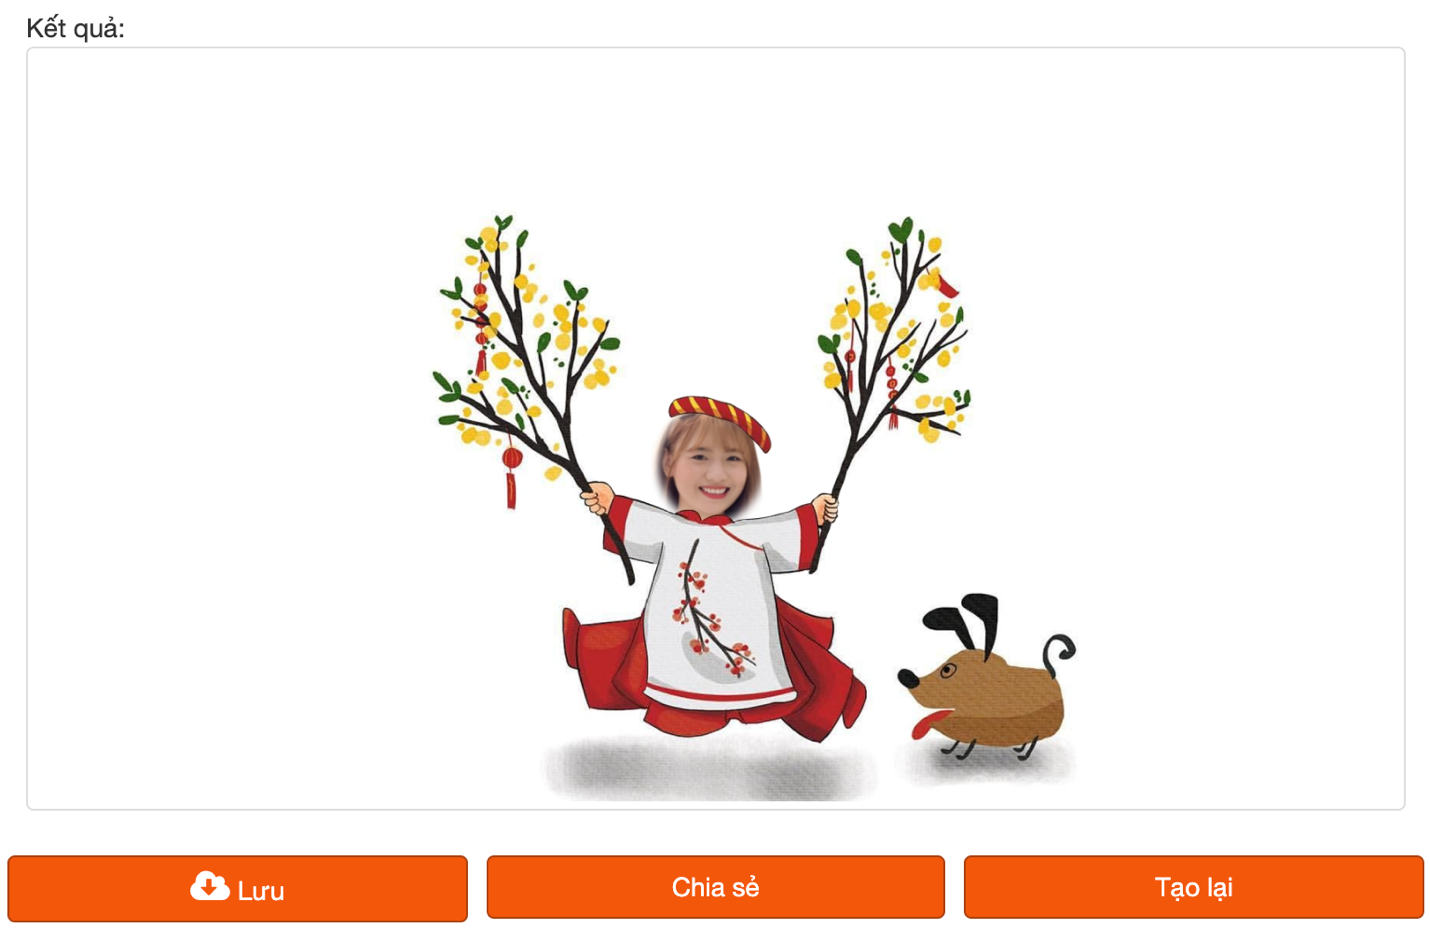 Kết quả:
Lưu
Chia sẻ
Tạo lại